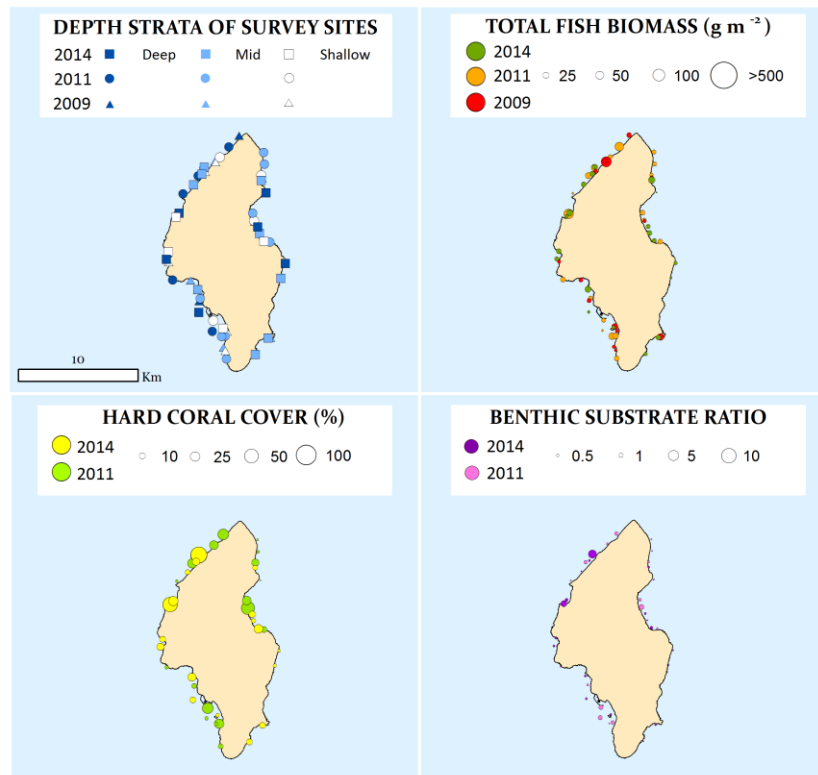 DEPTH STRATA OF SURVEY SITES
2014 Deep Mid Shallow
2011
2009
10
Km
TOTAL FISH BIOMASS (g m ⁻²)
2014
2011 25 50 100 >500
2009
HARD CORAL COVER (%)
2014 10 25 50 100
2011
BENTHIC SUBSTRATE RATIO
2014 0.5 1 5 10
2011